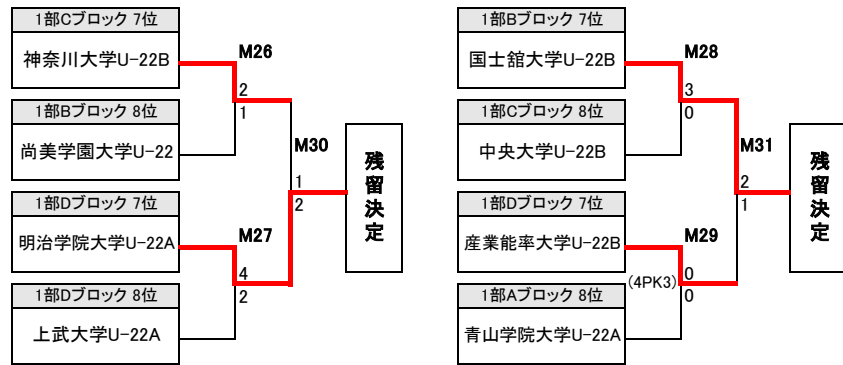 1部Cブロック 7位
神奈川大学U-22B
M26
2
1
1部Bブロック 8位
尚美学園大学U-22
M30
1
2
残留決定
1部Dブロック 7位
明治学院大学U-22A
M27
4
2
1部Dブロック 8位
上武大学U-22A
1部Bブロック 7位
国士舘大学U-22B
M28
3
0
1部Cブロック 8位
中央大学U-22B
M31
2
1
残留決定
1部Dブロック 7位
産業能率大学U-22B
M29
(4PK3)
0
0
1部Aブロック 8位
青山学院大学U-22A